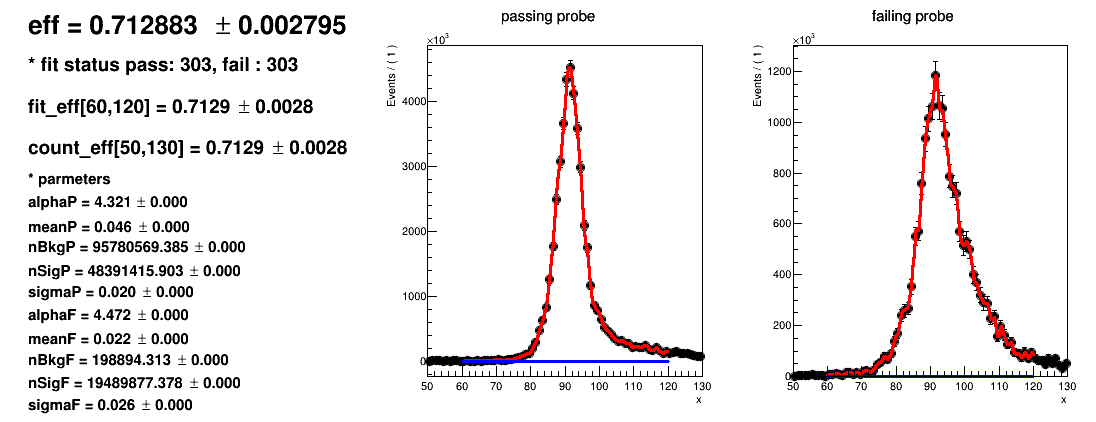 eff = 0.712883 ± 0.002795
* fit status pass: 303, fail : 303
fit_eff[60,120] = 0.7129 ± 0.0028
count_eff[50,130] = 0.7129 ± 0.0028
* parmeters
alphaP = 4.321 ± 0.000
meanP = 0.046 ± 0.000
nBkgP = 95780569.385 ± 0.000
nSigP = 48391415.903 ± 0.000
sigmaP = 0.020 ± 0.000
alphaF = 4.472 ± 0.000
meanF = 0.022 ± 0.000
nBkgF = 198894.313 ± 0.000
nSigF = 19489877.378 ± 0.000
sigmaF = 0.026 ± 0.000
passing probe
×10³
Events / ( 1 )
4000
3000
2000
1000
0
50 60 70 80 90 100 110 120 130
x
failing probe
×10³
Events / ( 1 )
1200
1000
800
600
400
200
0
50 60 70 80 90 100 110 120 130
x